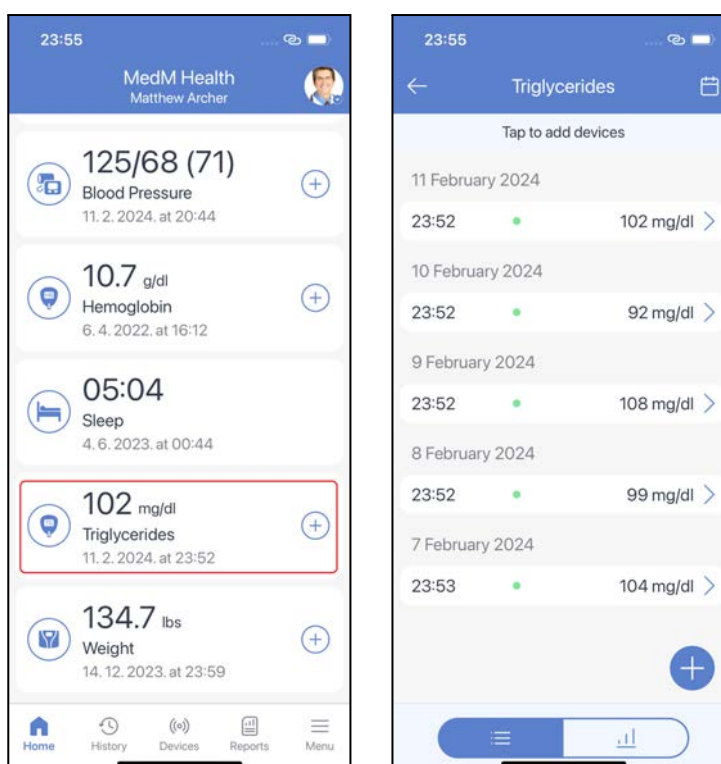 23:55
MedM Health
Matthew Archer
125/68 (71)
Blood Pressure
11. 2. 2024. at 20:44
10.7 g/dl
Hemoglobin
6. 4. 2022. at 16:12
05:04
Sleep
4. 6. 2023. at 00:44
102 mg/dl
Triglycerides
11. 2. 2024. at 23:52
134.7 lbs
Weight
14. 12. 2023. at 23:59
Home History Devices Reports Menu
23:55
Triglycerides
Tap to add devices
11 February 2024
23:52 102 mg/dl
10 February 2024
23:52 92 mg/dl
9 February 2024
23:52 108 mg/dl
8 February 2024
23:52 99 mg/dl
7 February 2024
23:53 104 mg/dl